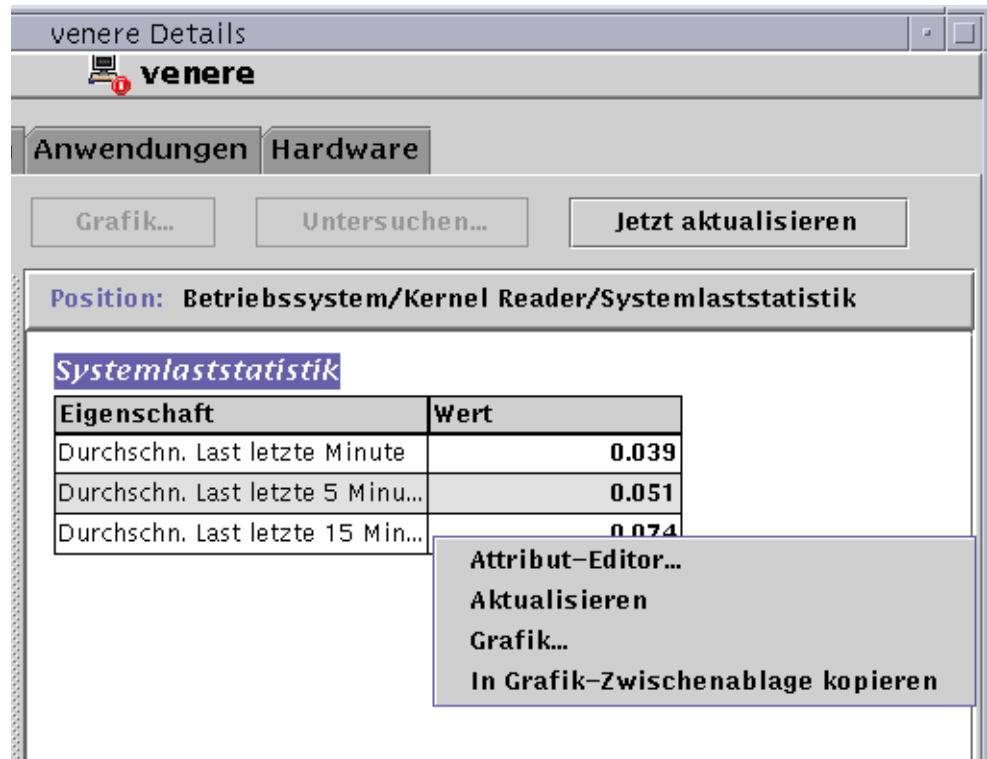 venere Details
venere
Anwendungen Hardware
Grafik... Untersuchen... Jetzt aktualisieren
Position: Betriebssystem/Kernel Reader/Systemlaststatistik
Systemlaststatistik
Eigenschaft Wert
Durchschn. Last letzte Minute 0.039
Durchschn. Last letzte 5 Minu... 0.051
Durchschn. Last letzte 15 Min... 0.074
Attribut-Editor...
Aktualisieren
Grafik...
In Grafik-Zwischenablage kopieren